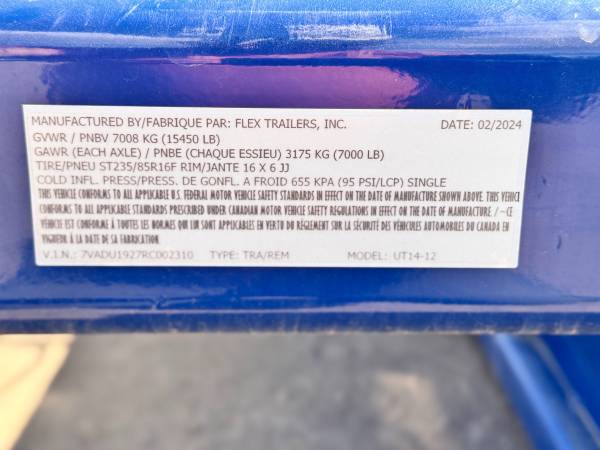 MANUFACTURED BY/FABRIQUE PAR: FLEX TRAILERS, INC. DATE: 02/2024
GVWR / PNBV 7008 KG (15450 LB)
GAWR (EACH AXLE) / PNBE (CHAQUE ESSIEU) 3175 KG (7000 LB)
TIRE/PNEU ST235/85R16F RIM/JANTE 16 X 6 JJ
COLD INFL. PRESS/PRESS. DE GONFL. A FROID 655 KPA (95 PSI/LCP) SINGLE
THIS VEHICLE CONFORMS TO ALL APPLICABLE U.S. FEDERAL MOTOR VEHICLE SAFETY STANDARDS IN EFFECT ON THE DATE OF MANUFACTURE SHOWN ABOVE. THIS VEHICL
CONFORMS TO ALL APPLICABLE STANDARDS PRESCRIBED UNDER CANADIAN MOTOR VEHICLE SAFETY REGULATIONS IN EFFECT ON THE DATE OF MANUFACTURE. / -CE
VÉHICULE EST CONFORME À TOUTES LES NORMES QUI LUI SONT APPLICABLES EN VERTU DU RÈGLEMENT SUR LA SÉCURITÉ DES VÉHICULES AUTOMOBILES DU CANADA EN
VIGUEUR À LA DATE DE SA FABRICATION
V.I.N.: 7VADU1927RC002310 TYPE: TRA/REM MODEL: UT14-12